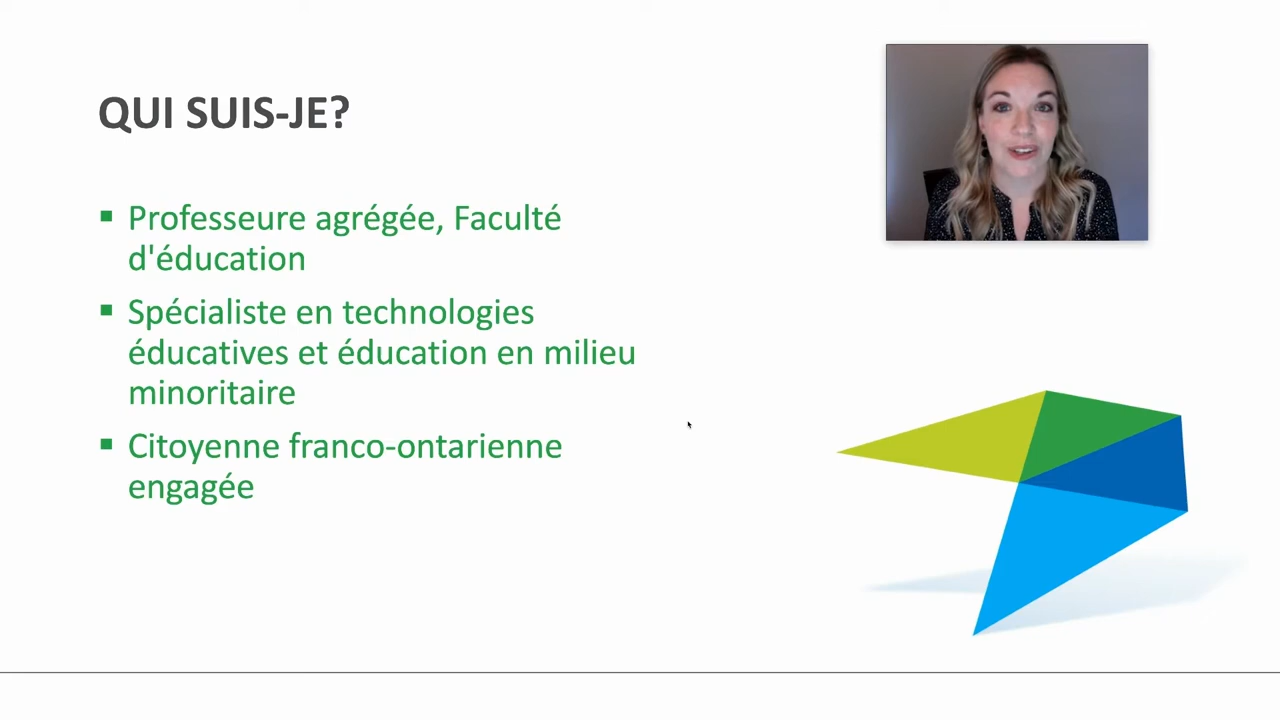 QUI SUIS-JE?
▪ Professeure agrégée, Faculté
d'éducation
▪ Spécialiste en technologies
éducatives et éducation en milieu
minoritaire
▪ Citoyenne franco-ontarienne
engagée